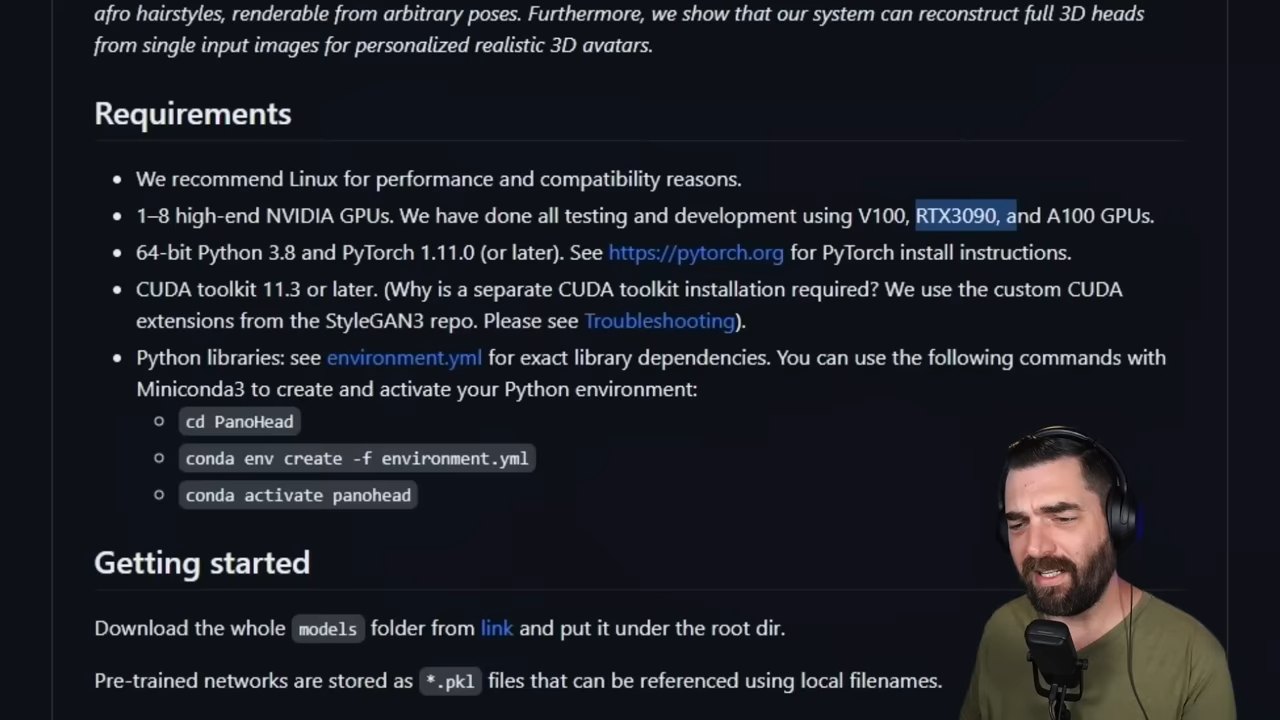 afro hairstyles, renderable from arbitrary poses. Furthermore, we show that our system can reconstruct full 3D heads
from single input images for personalized realistic 3D avatars.
Requirements
• We recommend Linux for performance and compatibility reasons.
• 1–8 high-end NVIDIA GPUs. We have done all testing and development using V100, RTX3090, and A100 GPUs.
• 64-bit Python 3.8 and PyTorch 1.11.0 (or later). See https://pytorch.org for PyTorch install instructions.
• CUDA toolkit 11.3 or later. (Why is a separate CUDA toolkit installation required? We use the custom CUDA
extensions from the StyleGAN3 repo. Please see Troubleshooting).
• Python libraries: see environment.yml for exact library dependencies. You can use the following commands with
Miniconda3 to create and activate your Python environment:
○ cd PanoHead
○ conda env create -f environment.yml
○ conda activate panohead
Getting started
Download the whole models folder from link and put it under the root dir.
Pre-trained networks are stored as *.pkl files that can be referenced using local filenames.